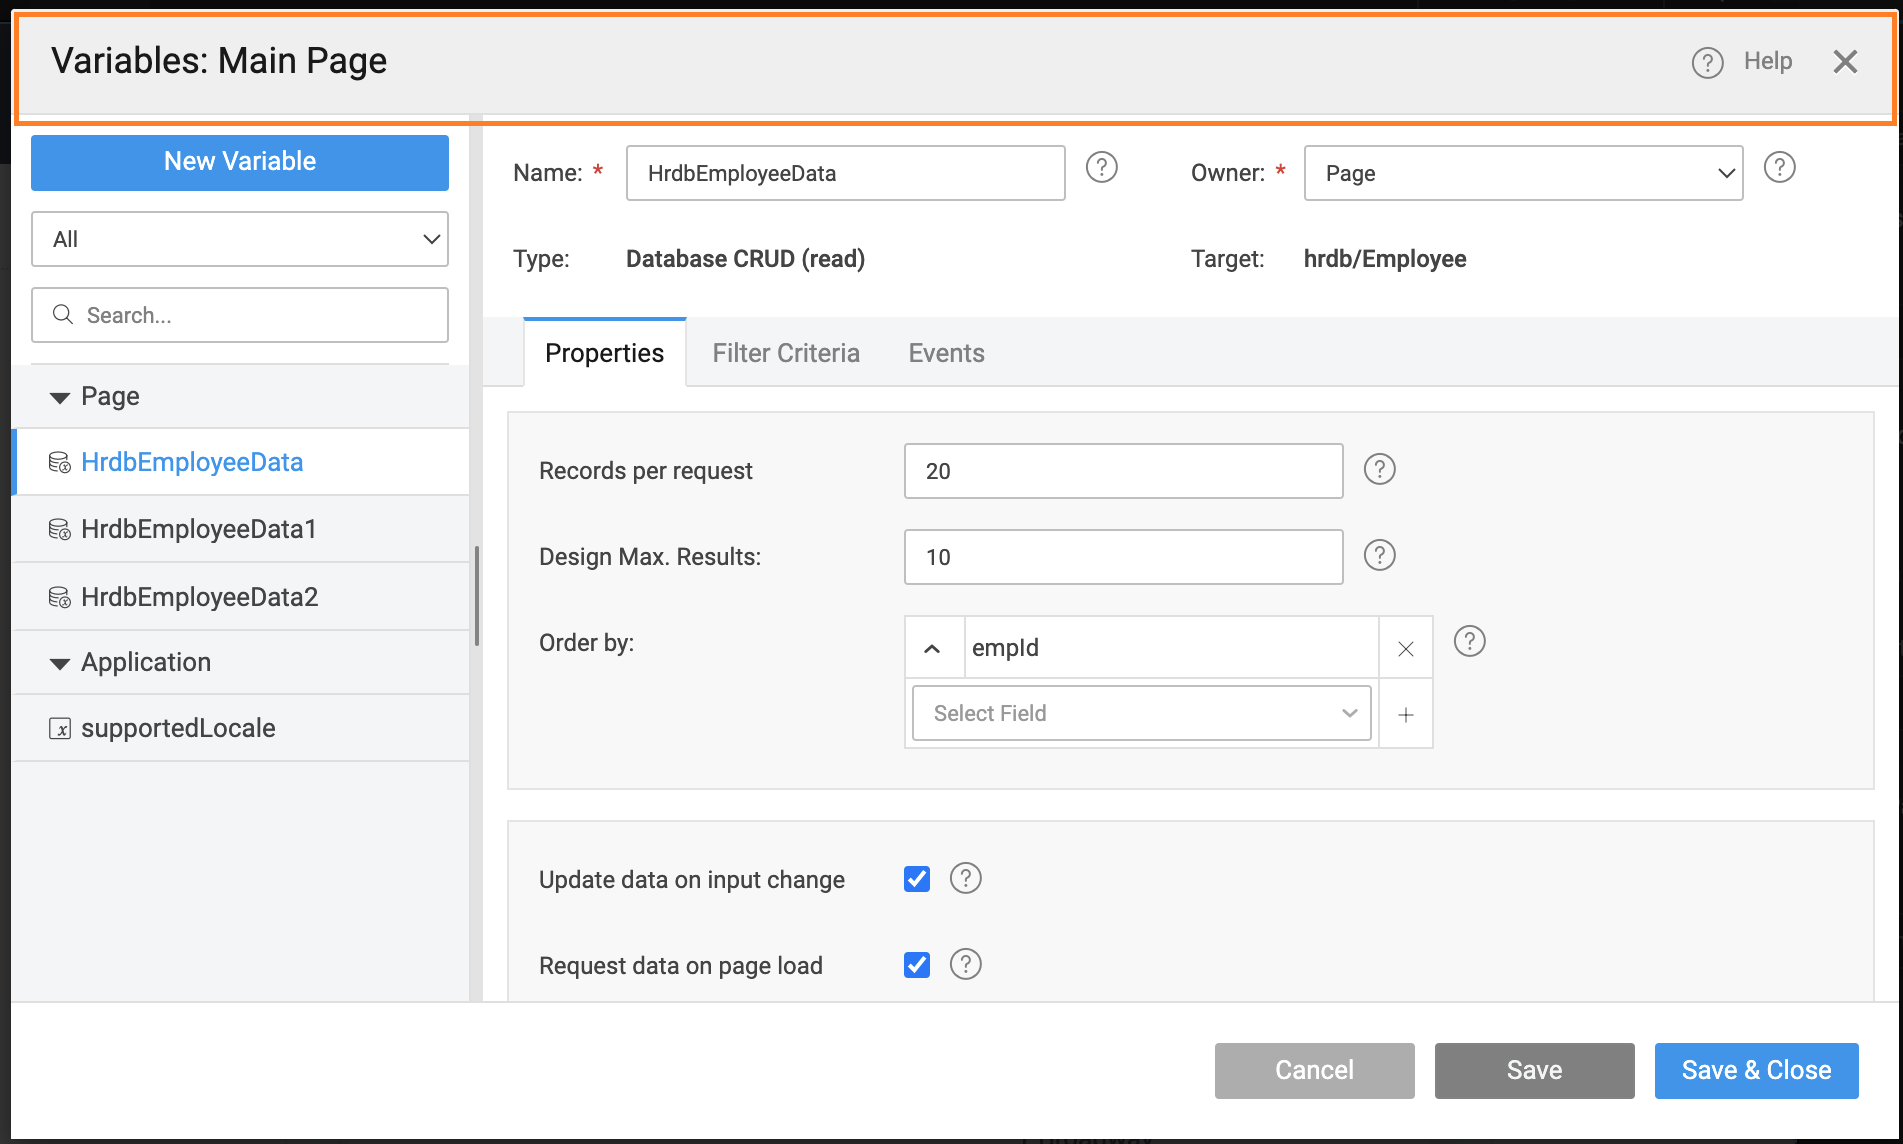 Variables: Main Page
? Help
New Variable
All
Search...
Page
HrdbEmployeeData
HrdbEmployeeData1
HrdbEmployeeData2
Application
x supportedLocale
Name: * HrdbEmployeeData ? Owner: * Page ?
Type: Database CRUD (read) Target: hrdb/Employee
Properties Filter Criteria Events
Records per request 20 ?
Design Max. Results: 10 ?
Order by: empId ?
Select Field
Update data on input change ?
Request data on page load ?
Cancel Save Save & Close